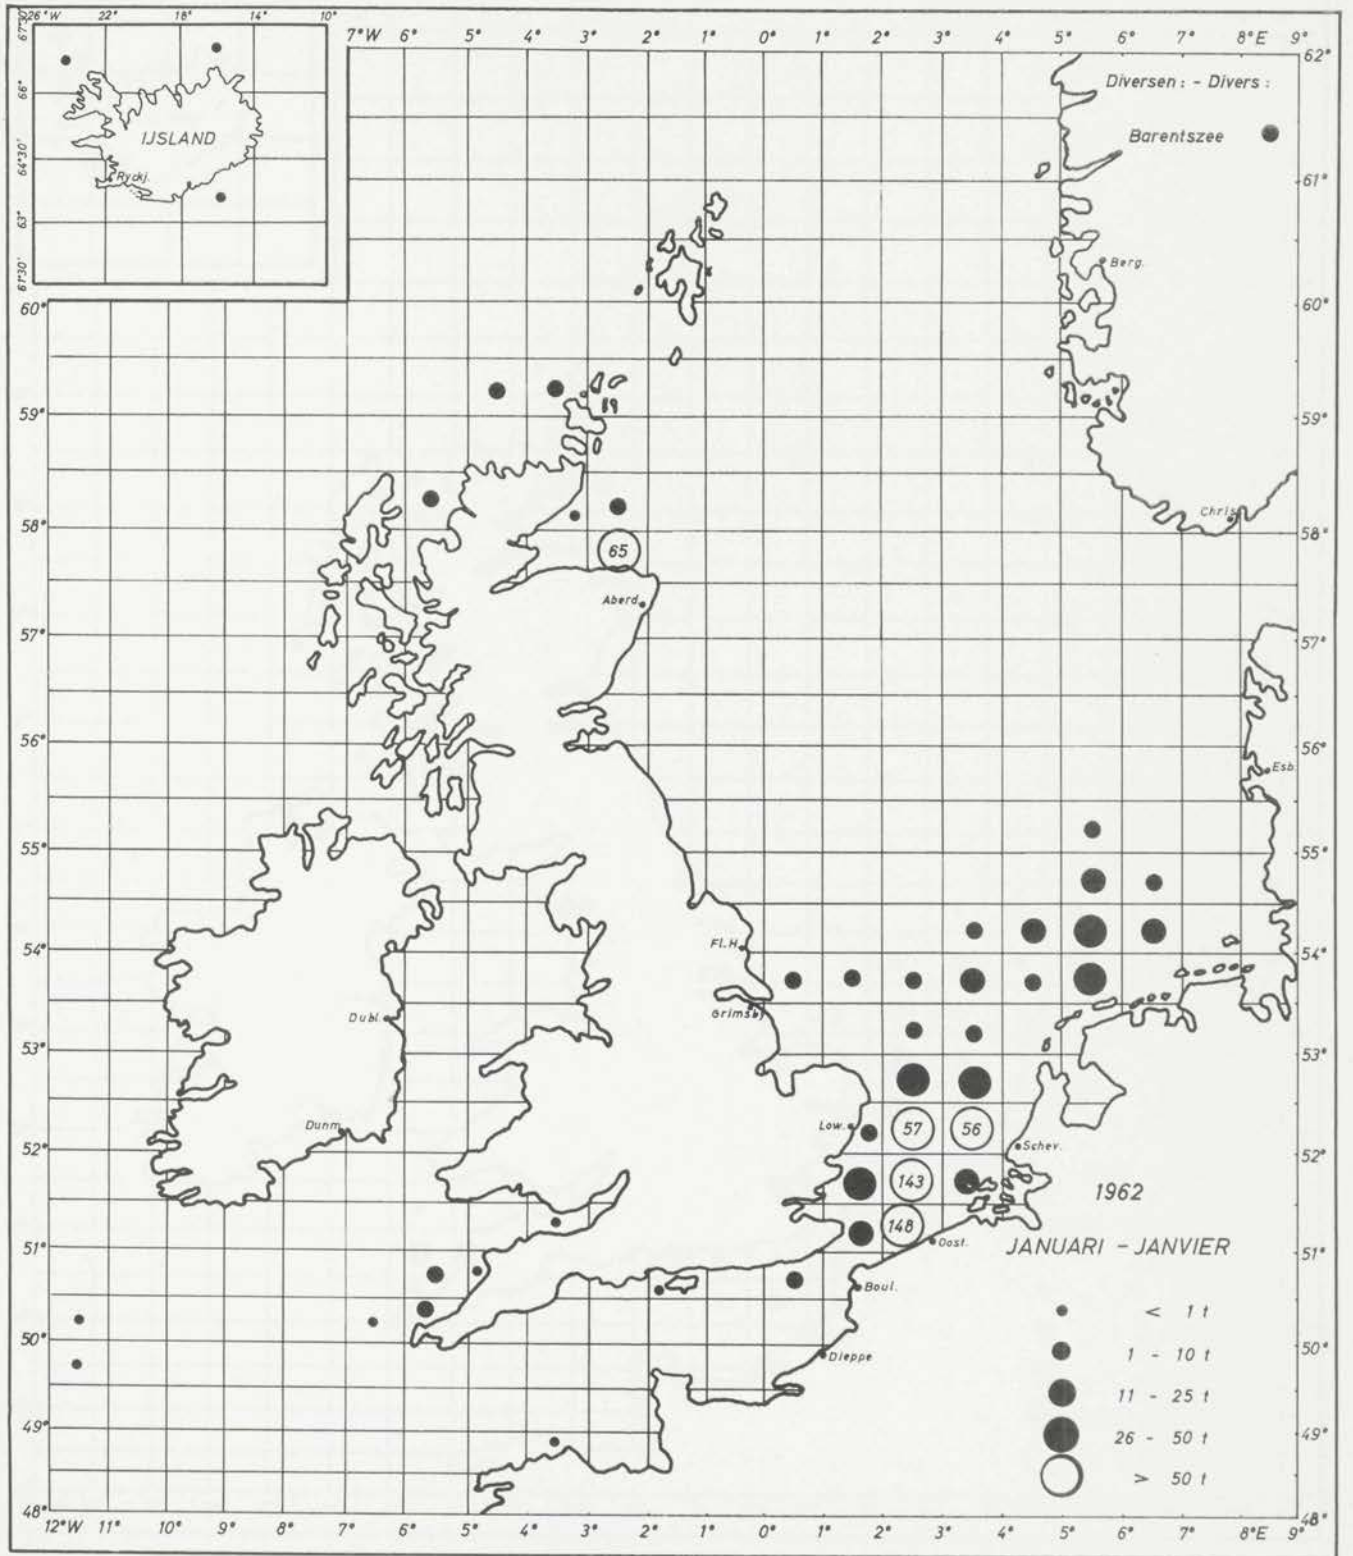 26°W 22° 18° 14° 10°
67°30'
66°
64°30'
63°
61°30'
IJSLAND
Ryckj.
7°W 6° 5° 4° 3° 2° 1° 0° 1° 2° 3° 4° 5° 6° 7° 8°E 9°
62°
Diversen : - Divers :
Barentszee
61° 61°
Berg.
60° 60°
59° 59°
Chris.
58° 58°
65
Aberd.
57° 57°
56° 56°
Esb.
55° 55°
54° 54°
Fl.H.
Dubl.
Grimsby
53° 53°
Dunm.
Low.
57 56
Schev.
52° 52°
143
1962
148
Oost.
51° 51°
JANUARI - JANVIER
Boul.
< 1 t
50° 50°
Dieppe
1 - 10 t
11 - 25 t
49° 49°
26 - 50 t
> 50 t
48° 48°
12°W 11° 10° 9° 8° 7° 6° 5° 4° 3° 2° 1° 0° 1° 2° 3° 4° 5° 6° 7° 8°E 9°